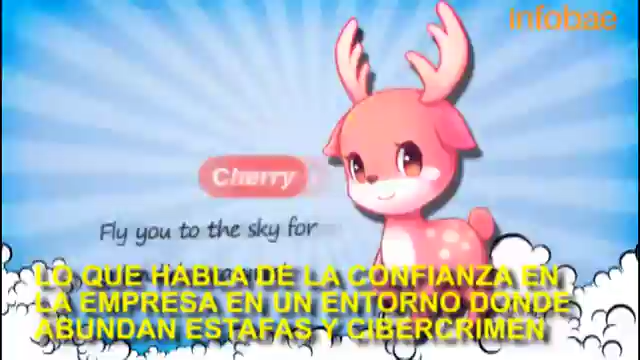 infobae
Cherry
Fly you to the sky for
LO QUE HABLA DE LA CONFIANZA EN
LA EMPRESA EN UN ENTORNO DONDE
ABUNDAN ESTAFAS Y CIBERCRIMEN